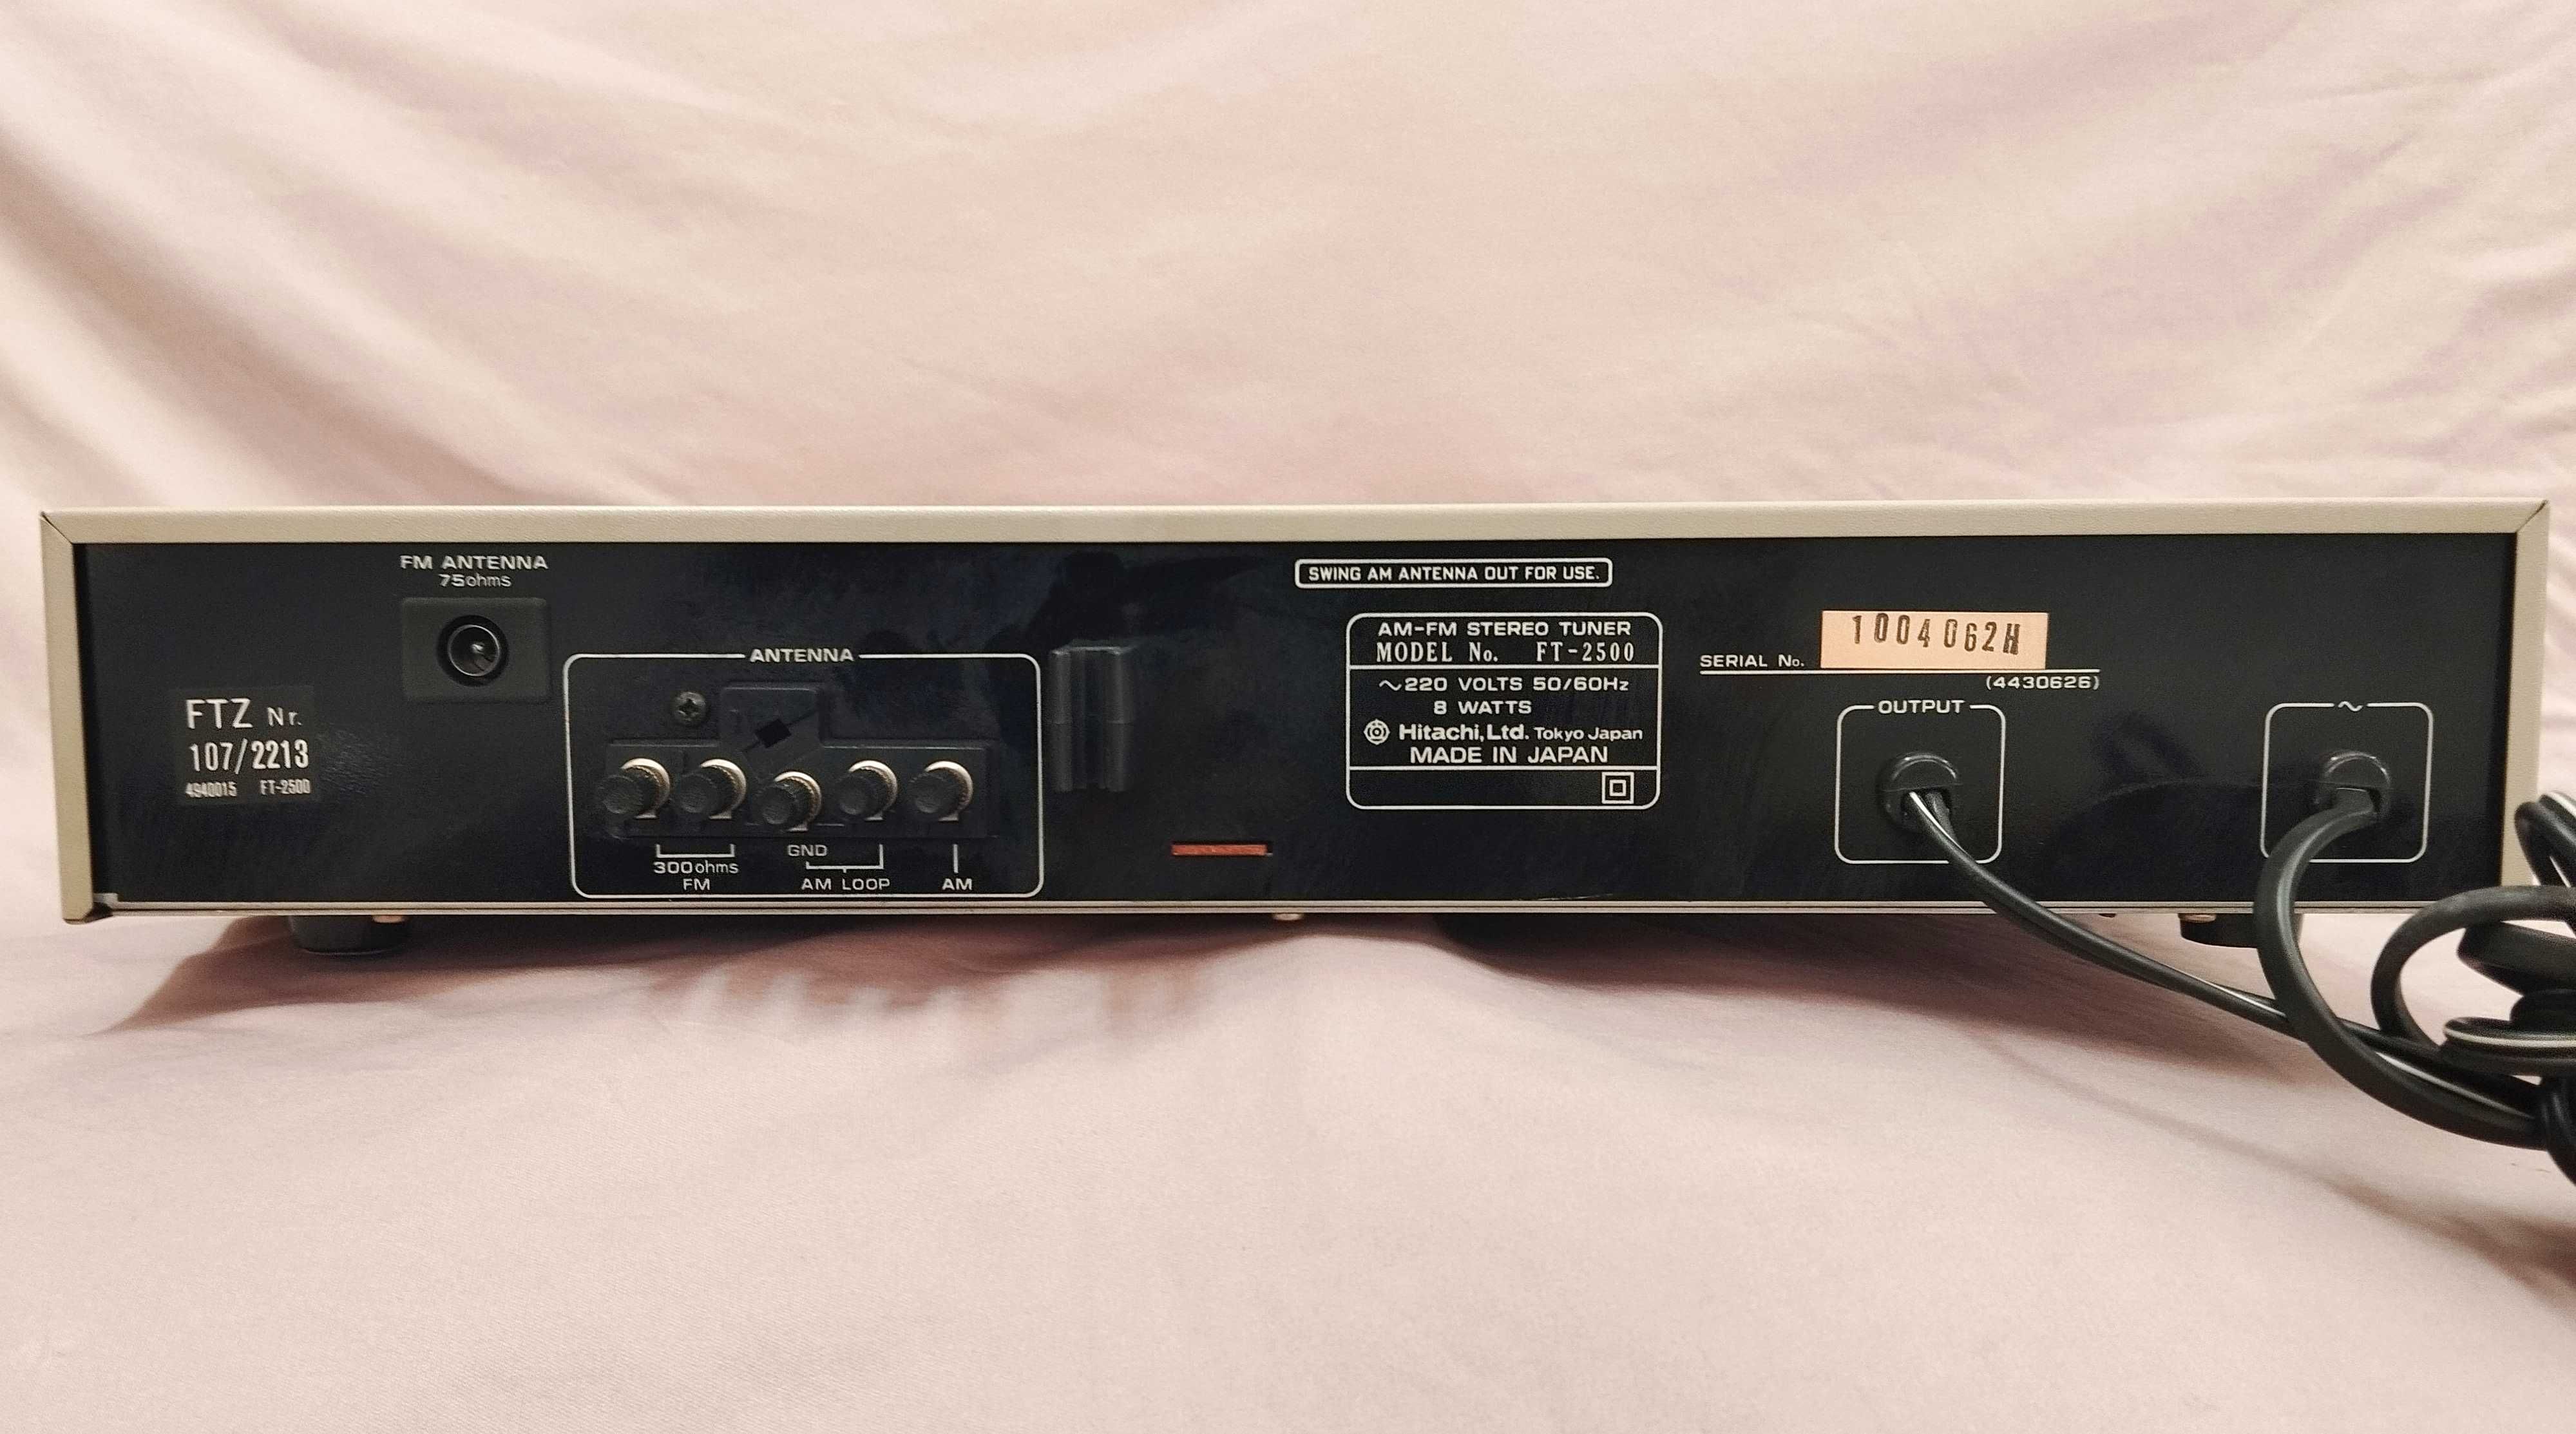 FM ANTENNA
75ohms
FTZ Nr.
107/2213
4940015 FT-2500
ANTENNA
300ohms
FM
GND
AM LOOP
AM
SWING AM ANTENNA OUT FOR USE.
AM-FM STEREO TUNER
MODEL No. FT-2500
~220 VOLTS 50/60Hz
8 WATTS
Hitachi, Ltd. Tokyo Japan
MADE IN JAPAN
SERIAL No. 1004062H
(4430626)
OUTPUT
~